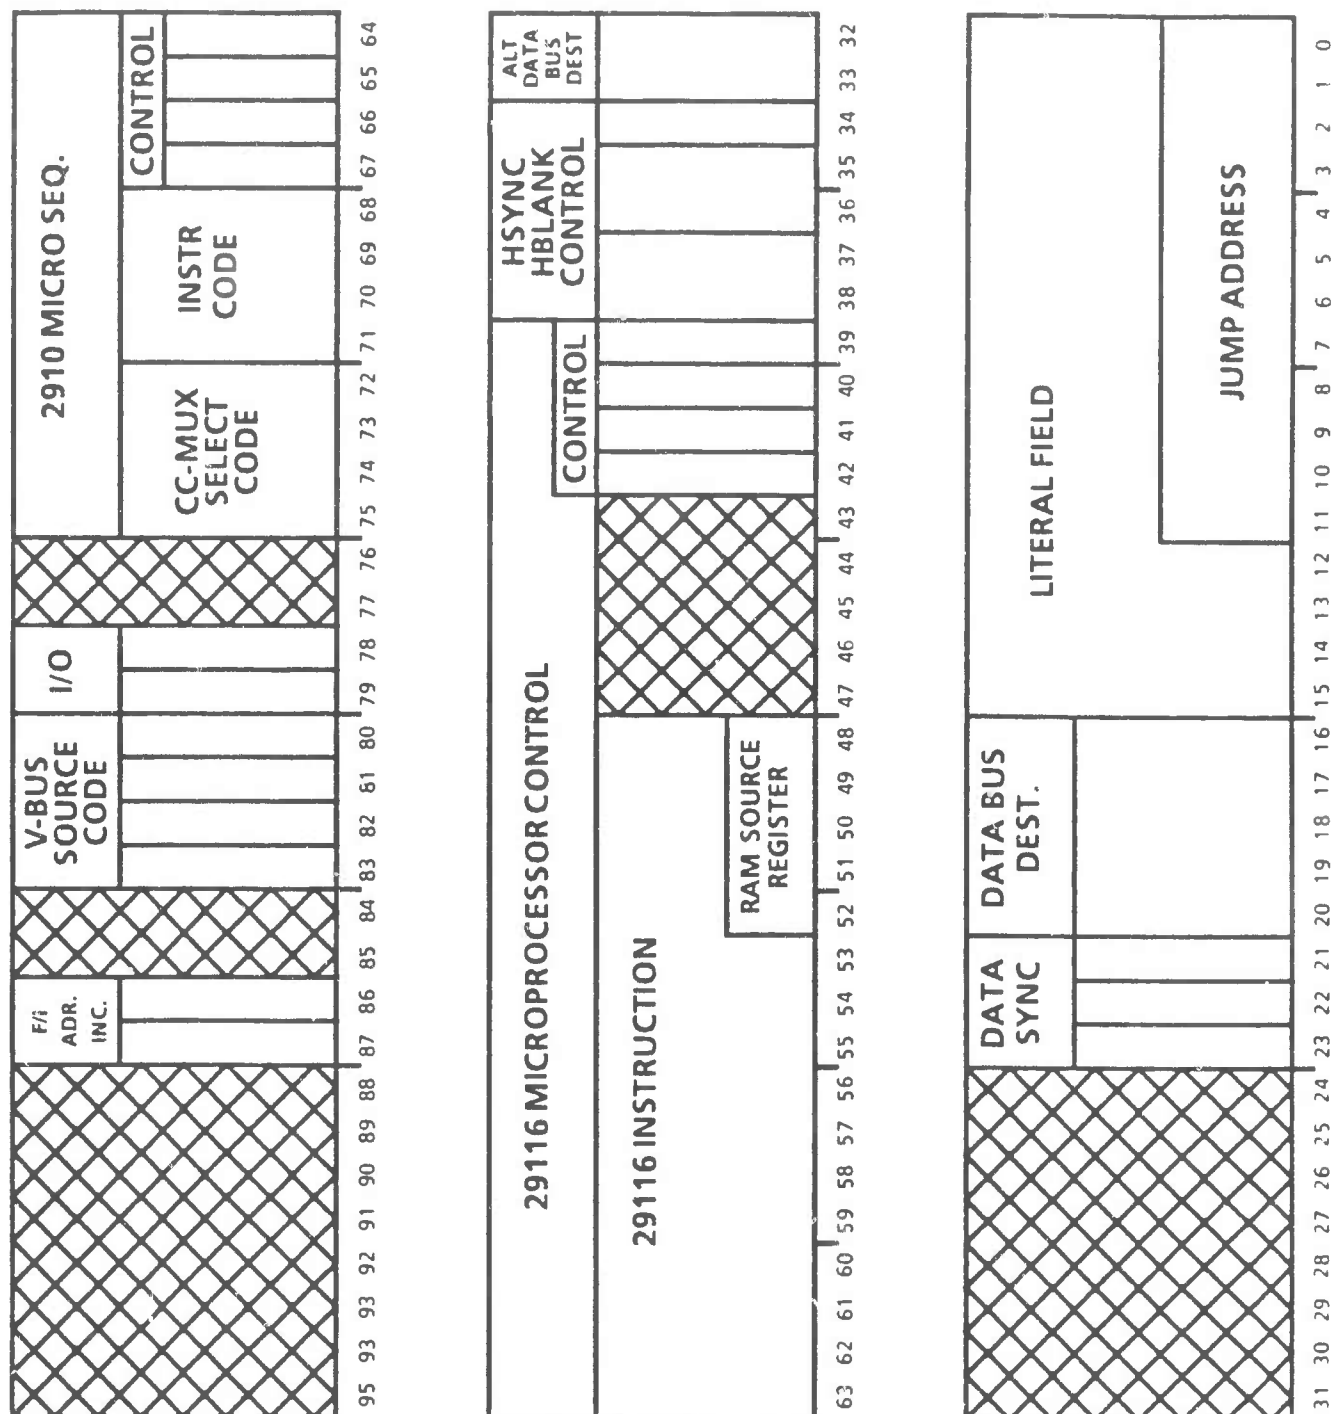 F/I
ADR.
INC.
V-BUS
SOURCE
CODE
I/O
2910 MICRO SEQ.
CC-MUX
SELECT
CODE
INSTR
CODE
CONTROL
95 93 93 92 91 90 89 88 87 86 85 84 83 82 81 80 79 78 77 76 75 74 73 72 71 70 69 68 67 66 65 64
29116 MICROPROCESSOR CONTROL
HSYNC
HBLANK
CONTROL
ALT
DATA
BUS
DEST
CONTROL
29116 INSTRUCTION
RAM SOURCE
REGISTER
63 62 61 60 59 58 57 56 55 54 53 52 51 50 49 48 47 46 45 44 43 42 41 40 39 38 37 36 35 34 33 32
DATA
SYNC
DATA BUS
DEST.
LITERAL FIELD
JUMP ADDRESS
31 30 29 28 27 26 25 24 23 22 21 20 19 18 17 16 15 14 13 12 11 10 9 8 7 6 5 4 3 2 1 0